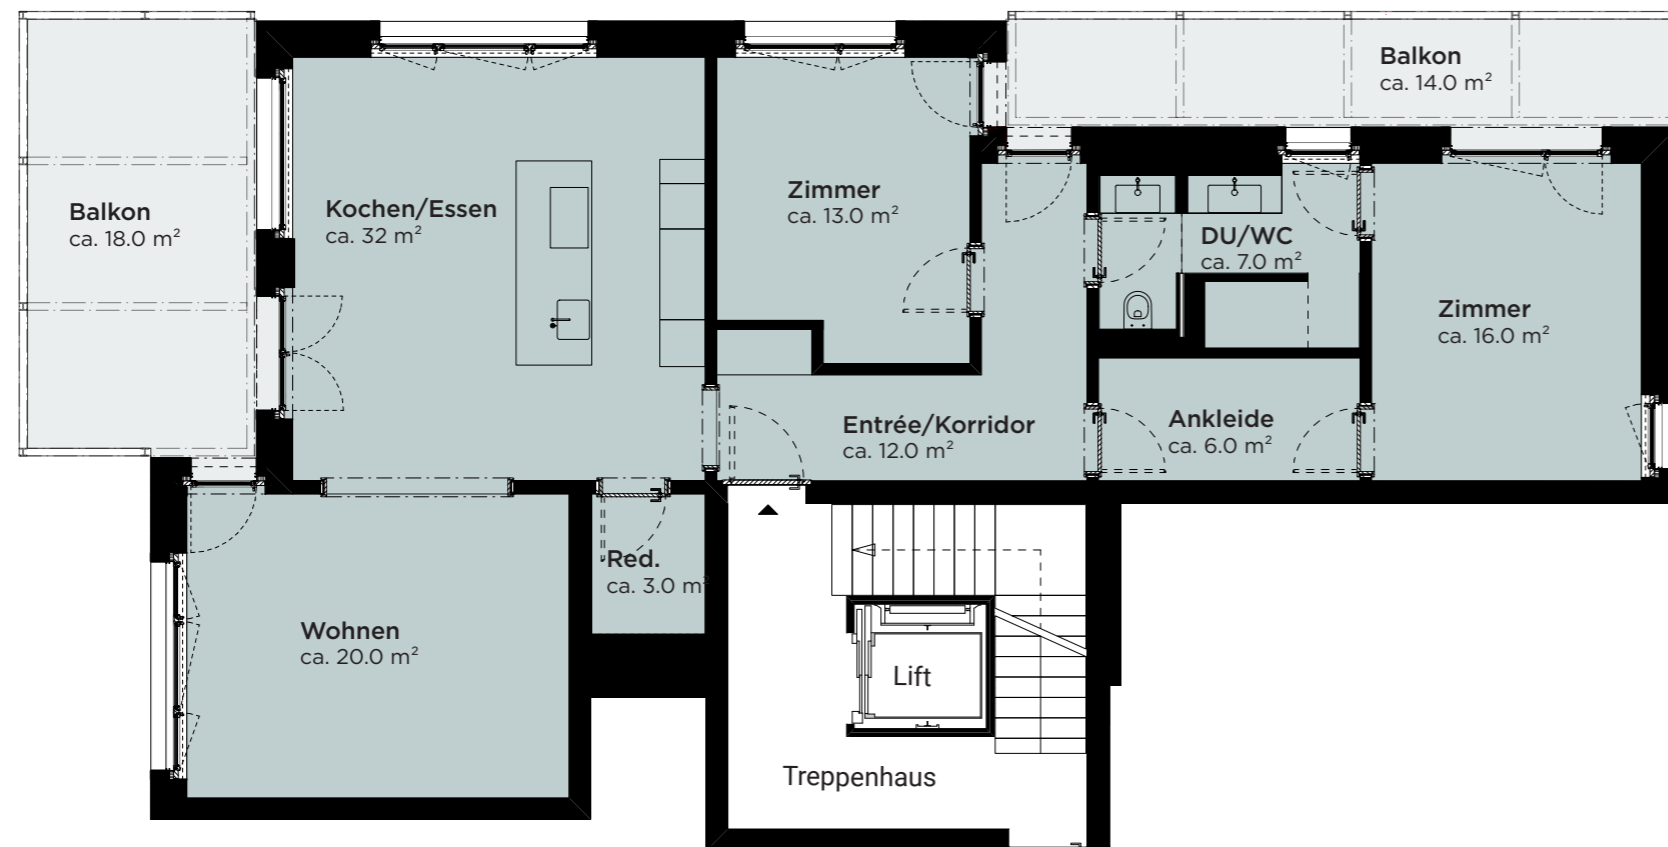 Balkon
ca. 14.0 m²
Balkon
ca. 18.0 m²
Kochen/Essen
ca. 32 m²
Zimmer
ca. 13.0 m²
DU/WC
ca. 7.0 m²
Zimmer
ca. 16.0 m²
Entrée/Korridor
ca. 12.0 m²
Ankleide
ca. 6.0 m²
Red.
ca. 3.0 m²
Wohnen
ca. 20.0 m²
Lift
Treppenhaus